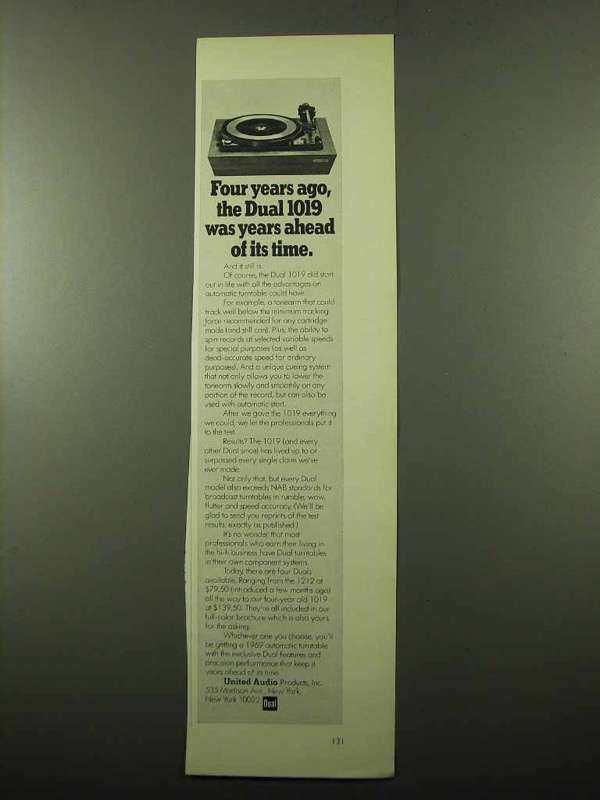 Four years ago,
the Dual 1019
was years ahead
of its time.
And it still is.
Of course, the Dual 1019 did start
out in life with all the advantages an
automatic turntable could have.
For example, a tonearm that could
track well below the minimum tracking
force recommended for any cartridge
made (and still can). Plus, the ability to
spin records at selected variable speeds
for special purposes (as well as
dead-accurate speed for ordinary
purposes). And a unique cueing system
that not only allows you to lower the
tonearm slowly and smoothly on any
portion of the record, but can also be
used with automatic start.
After we gave the 1019 everything
we could, we let the professionals put it
to the test.
Results? The 1019 (and every
other Dual since) has lived up to or
surpassed every single claim we've
ever made.
Not only that, but every Dual
model also exceeds NAB standards for
broadcast turntables in rumble, wow,
flutter and speed accuracy. (We'll be
glad to send you reprints of the test
results, exactly as published.)
It's no wonder that most
professionals who earn their living in
the hi-fi business have Dual turntables
in their own component systems.
Today, there are four Duals
available. Ranging from the 1212 at
$79.50 (introduced a few months ago)
all the way to our four-year old 1019
at $139.50. They're all included in our
full-color brochure which is also yours
for the asking.
Whichever one you choose, you'll
be getting a 1969 automatic turntable
with the exclusive Dual features and
precision performance that keep it
years ahead of its time.
United Audio Products, Inc.
535 Madison Ave., New York,
New York 10022 Dual
131